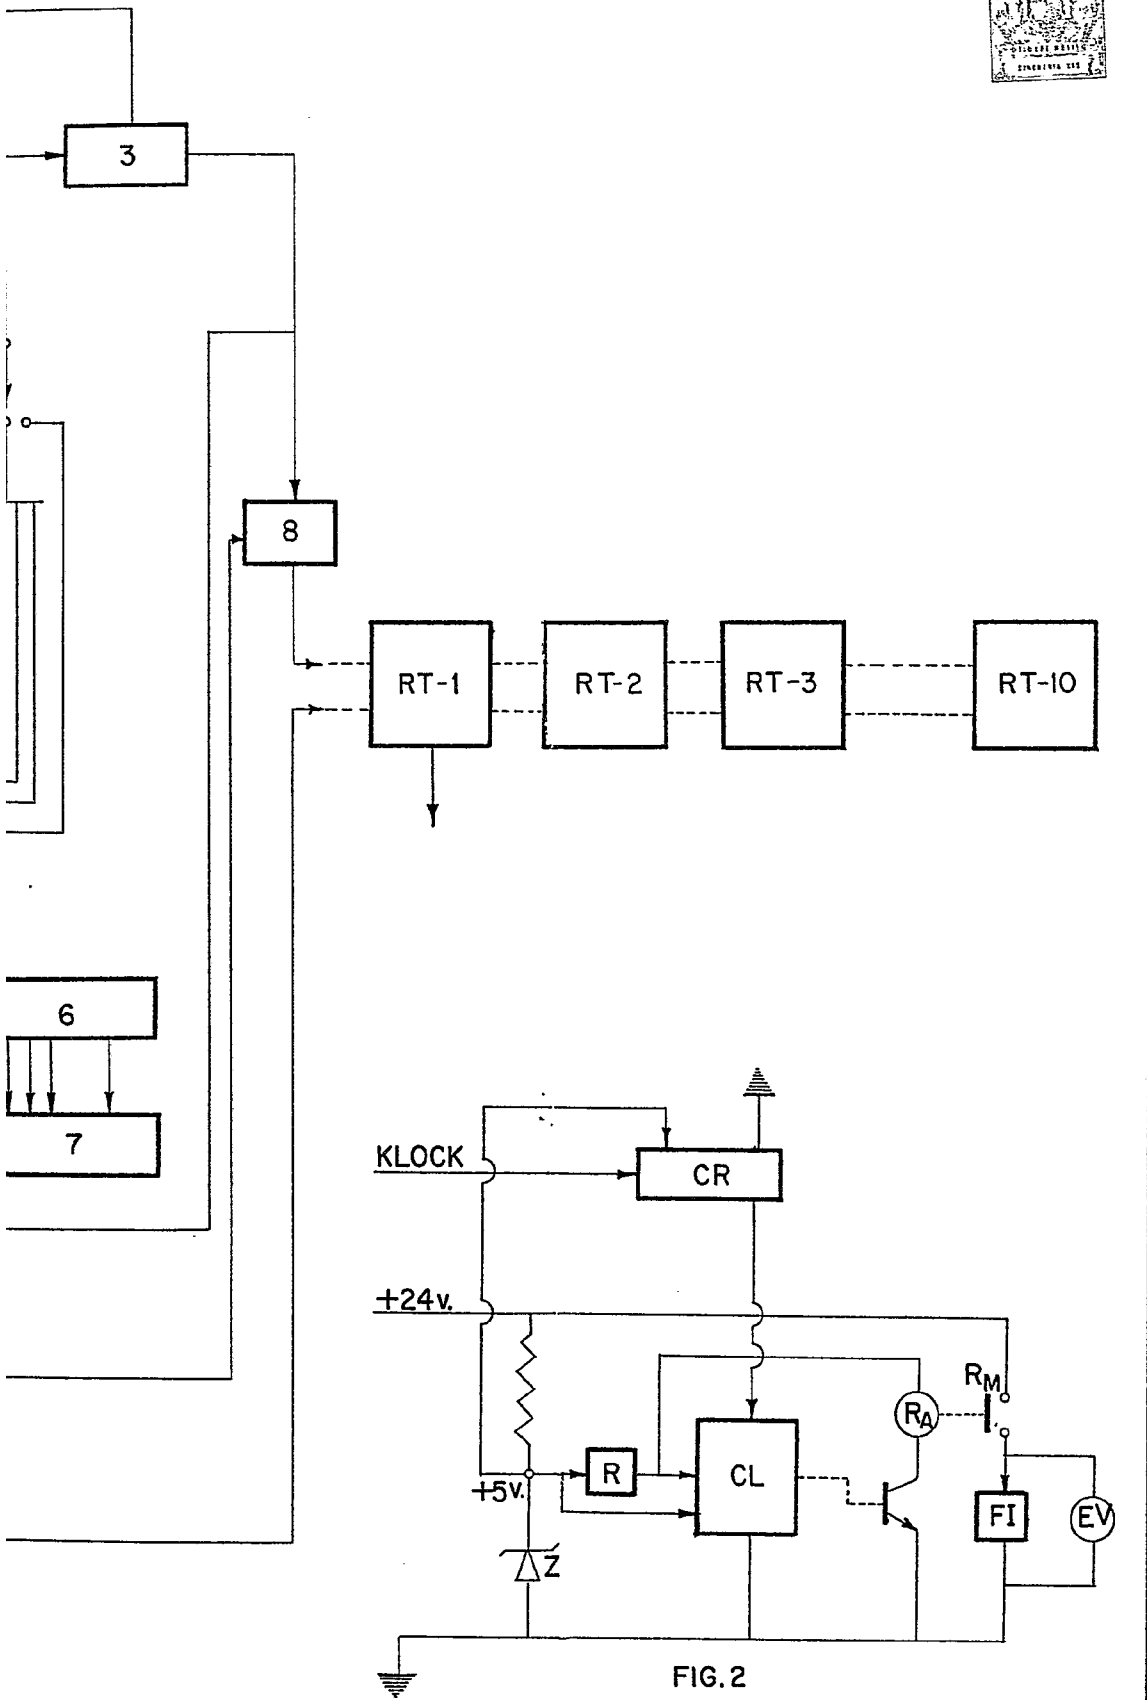 3
8
RT-1
RT-2
RT-3
RT-10
6
7
KLOCK
CR
+24v.
RM
RA
R
CL
+5v.
FI
EV
Z
FIG. 2